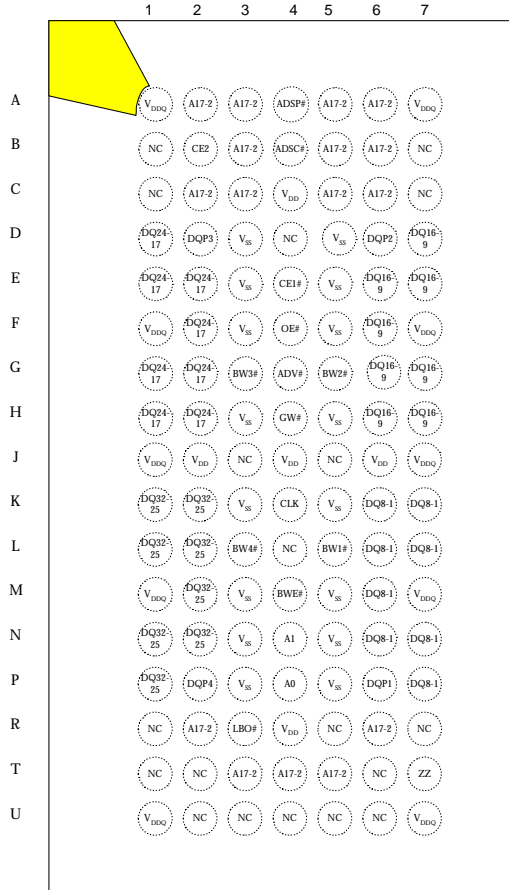 1 2 3 4 5 6 7
A VDDQ A17-2 A17-2 ADSP# A17-2 A17-2 VDDQ
B NC CE2 A17-2 ADSC# A17-2 A17-2 NC
C NC A17-2 A17-2 VDD A17-2 A17-2 NC
D DQ24-17 DQP3 VSS NC VSS DQP2 DQ16-9
E DQ24-17 DQ24-17 VSS CE1# VSS DQ16-9 DQ16-9
F VDDQ DQ24-17 VSS OE# VSS DQ16-9 VDDQ
G DQ24-17 DQ24-17 BW3# ADV# BW2# DQ16-9 DQ16-9
H DQ24-17 DQ24-17 VSS GW# VSS DQ16-9 DQ16-9
J VDDQ VDD NC VDD NC VDD VDDQ
K DQ32-25 DQ32-25 VSS CLK VSS DQ8-1 DQ8-1
L DQ32-25 DQ32-25 BW4# NC BW1# DQ8-1 DQ8-1
M VDDQ DQ32-25 VSS BWE# VSS DQ8-1 VDDQ
N DQ32-25 DQ32-25 VSS A1 VSS DQ8-1 DQ8-1
P DQ32-25 DQP4 VSS A0 VSS DQP1 DQ8-1
R NC A17-2 LBO# VDD NC A17-2 NC
T NC NC A17-2 A17-2 A17-2 NC ZZ
U VDDQ NC NC NC NC NC VDDQ